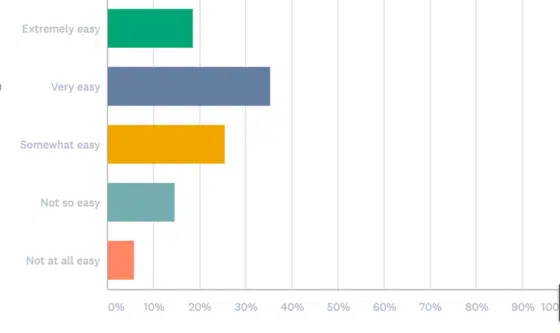 Extremely easy
Very easy
Somewhat easy
Not so easy
Not at all easy
0% 10% 20% 30% 40% 50% 60% 70% 80% 90% 100